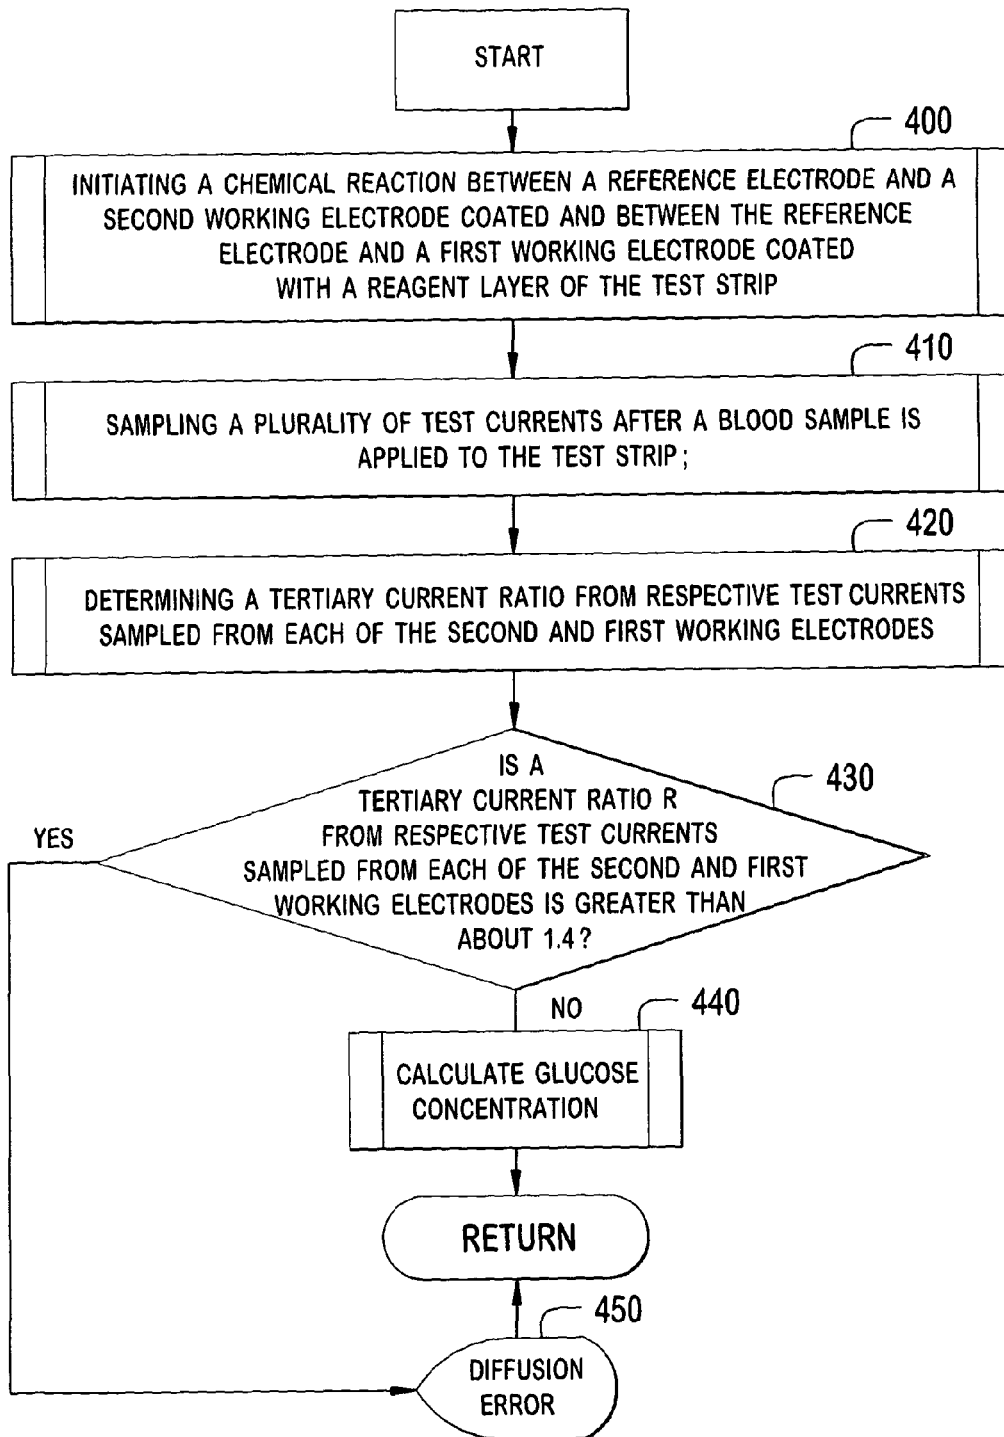 START
400
INITIATING A CHEMICAL REACTION BETWEEN A REFERENCE ELECTRODE AND A
SECOND WORKING ELECTRODE COATED AND BETWEEN THE REFERENCE
ELECTRODE AND A FIRST WORKING ELECTRODE COATED
WITH A REAGENT LAYER OF THE TEST STRIP
410
SAMPLING A PLURALITY OF TEST CURRENTS AFTER A BLOOD SAMPLE IS
APPLIED TO THE TEST STRIP;
420
DETERMINING A TERTIARY CURRENT RATIO FROM RESPECTIVE TEST CURRENTS
SAMPLED FROM EACH OF THE SECOND AND FIRST WORKING ELECTRODES
IS A
TERTIARY CURRENT RATIO R
FROM RESPECTIVE TEST CURRENTS
SAMPLED FROM EACH OF THE SECOND AND FIRST
WORKING ELECTRODES IS GREATER THAN
ABOUT 1.4?
430
YES
NO
440
CALCULATE GLUCOSE
CONCENTRATION
RETURN
450
DIFFUSION
ERROR